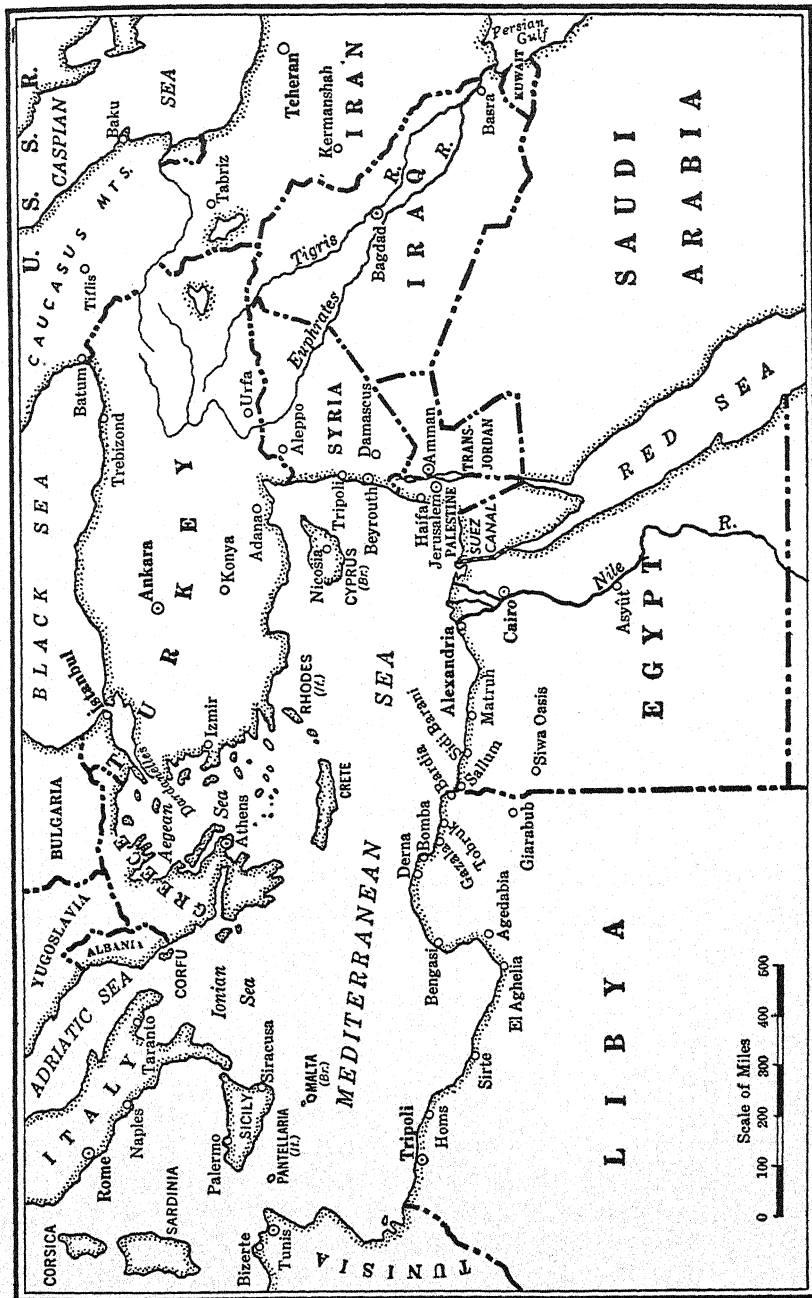 CORSICA
SARDINIA
ITALY
Rome
Naples
Taranto
ADRIATIC SEA
YUGOSLAVIA
ALBANIA
BULGARIA
GREECE
CORFU
Ionian
Sea
Aegean
Sea
Dardanelles
Athens
Istanbul
BLACK SEA
Izmir
TURKEY
Ankara
Konya
Adana
Trebizond
Batum
Urfa
U. S. S. R.
CAUCASUS MTS.
Tiflis
CASPIAN
SEA
Baku
Tabriz
Teheran
Kermanshah
IRAN
Palermo
SICILY
Siracusa
PANTELLARIA
(It.)
MALTA
(Br.)
MEDITERRANEAN
SEA
CRETE
RHODES
(It.)
Nicosia
CYPRUS
(Br.)
Aleppo
SYRIA
Tripoli
Beyrouth
Damascus
Euphrates
R.
Tigris
R.
Bagdad
IRAQ
Basra
KUWAIT
Persian
Gulf
Haifa
Jerusalem
PALESTINE
Amman
TRANS-
JORDAN
SUEZ
CANAL
Bizerte
Tunis
TUNISIA
Tripoli
Homs
Sirte
El Aghelia
Agedabia
Bengasi
Derna
Bomba
Gazala
Tobruk
Bardia
Sidi Barani
Sallum
Matruh
Alexandria
Giarabub
Siwa Oasis
Cairo
Nile
R.
Asyût
LIBYA
EGYPT
RED SEA
SAUDI
ARABIA
Scale of Miles
0 100 200 300 400 500